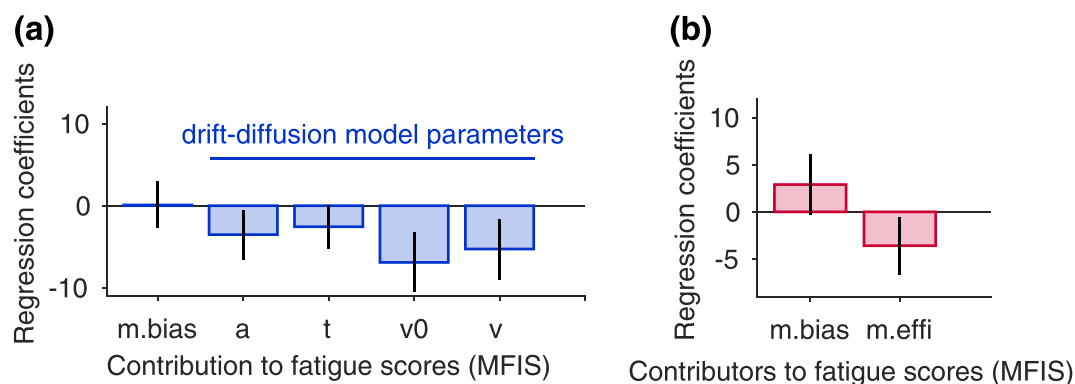 (a)
Regression coefficients
10
0
-10
drift-diffusion model parameters
m.bias a t v0 v
Contribution to fatigue scores (MFIS)
(b)
Regression coefficients
10
5
0
-5
m.bias m.effi
Contributors to fatigue scores (MFIS)